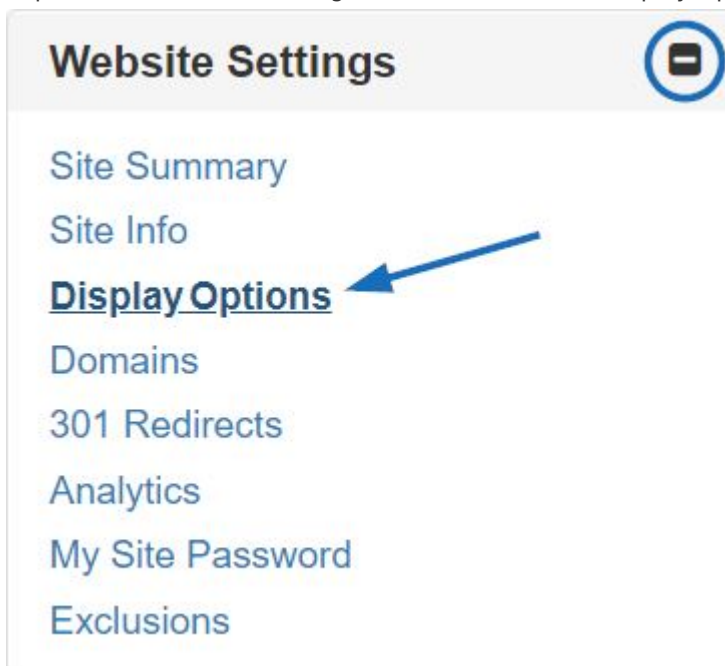 Website Settings
Site Summary
Site Info
Display Options
Domains
301 Redirects
Analytics
My Site Password
Exclusions